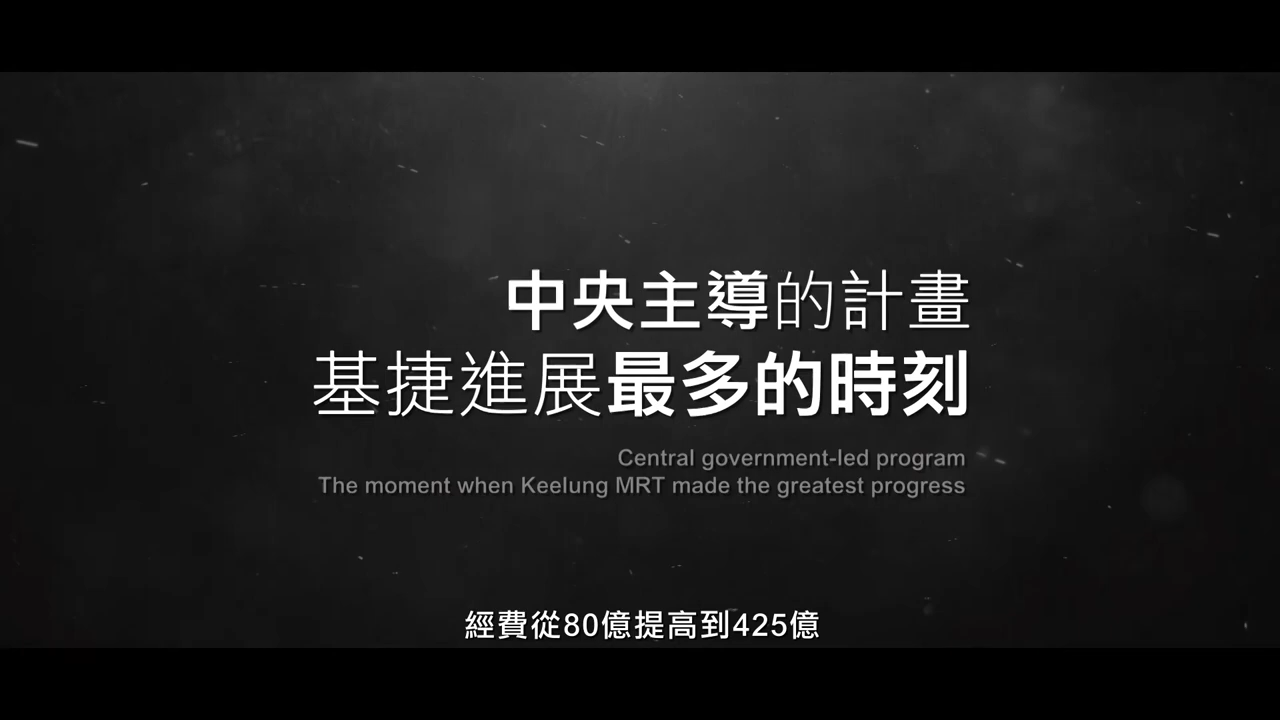 中央主導的計畫
基捷進展最多的時刻
Central government-led program
The moment when Keelung MRT made the greatest progress
經費從80億提高到425億